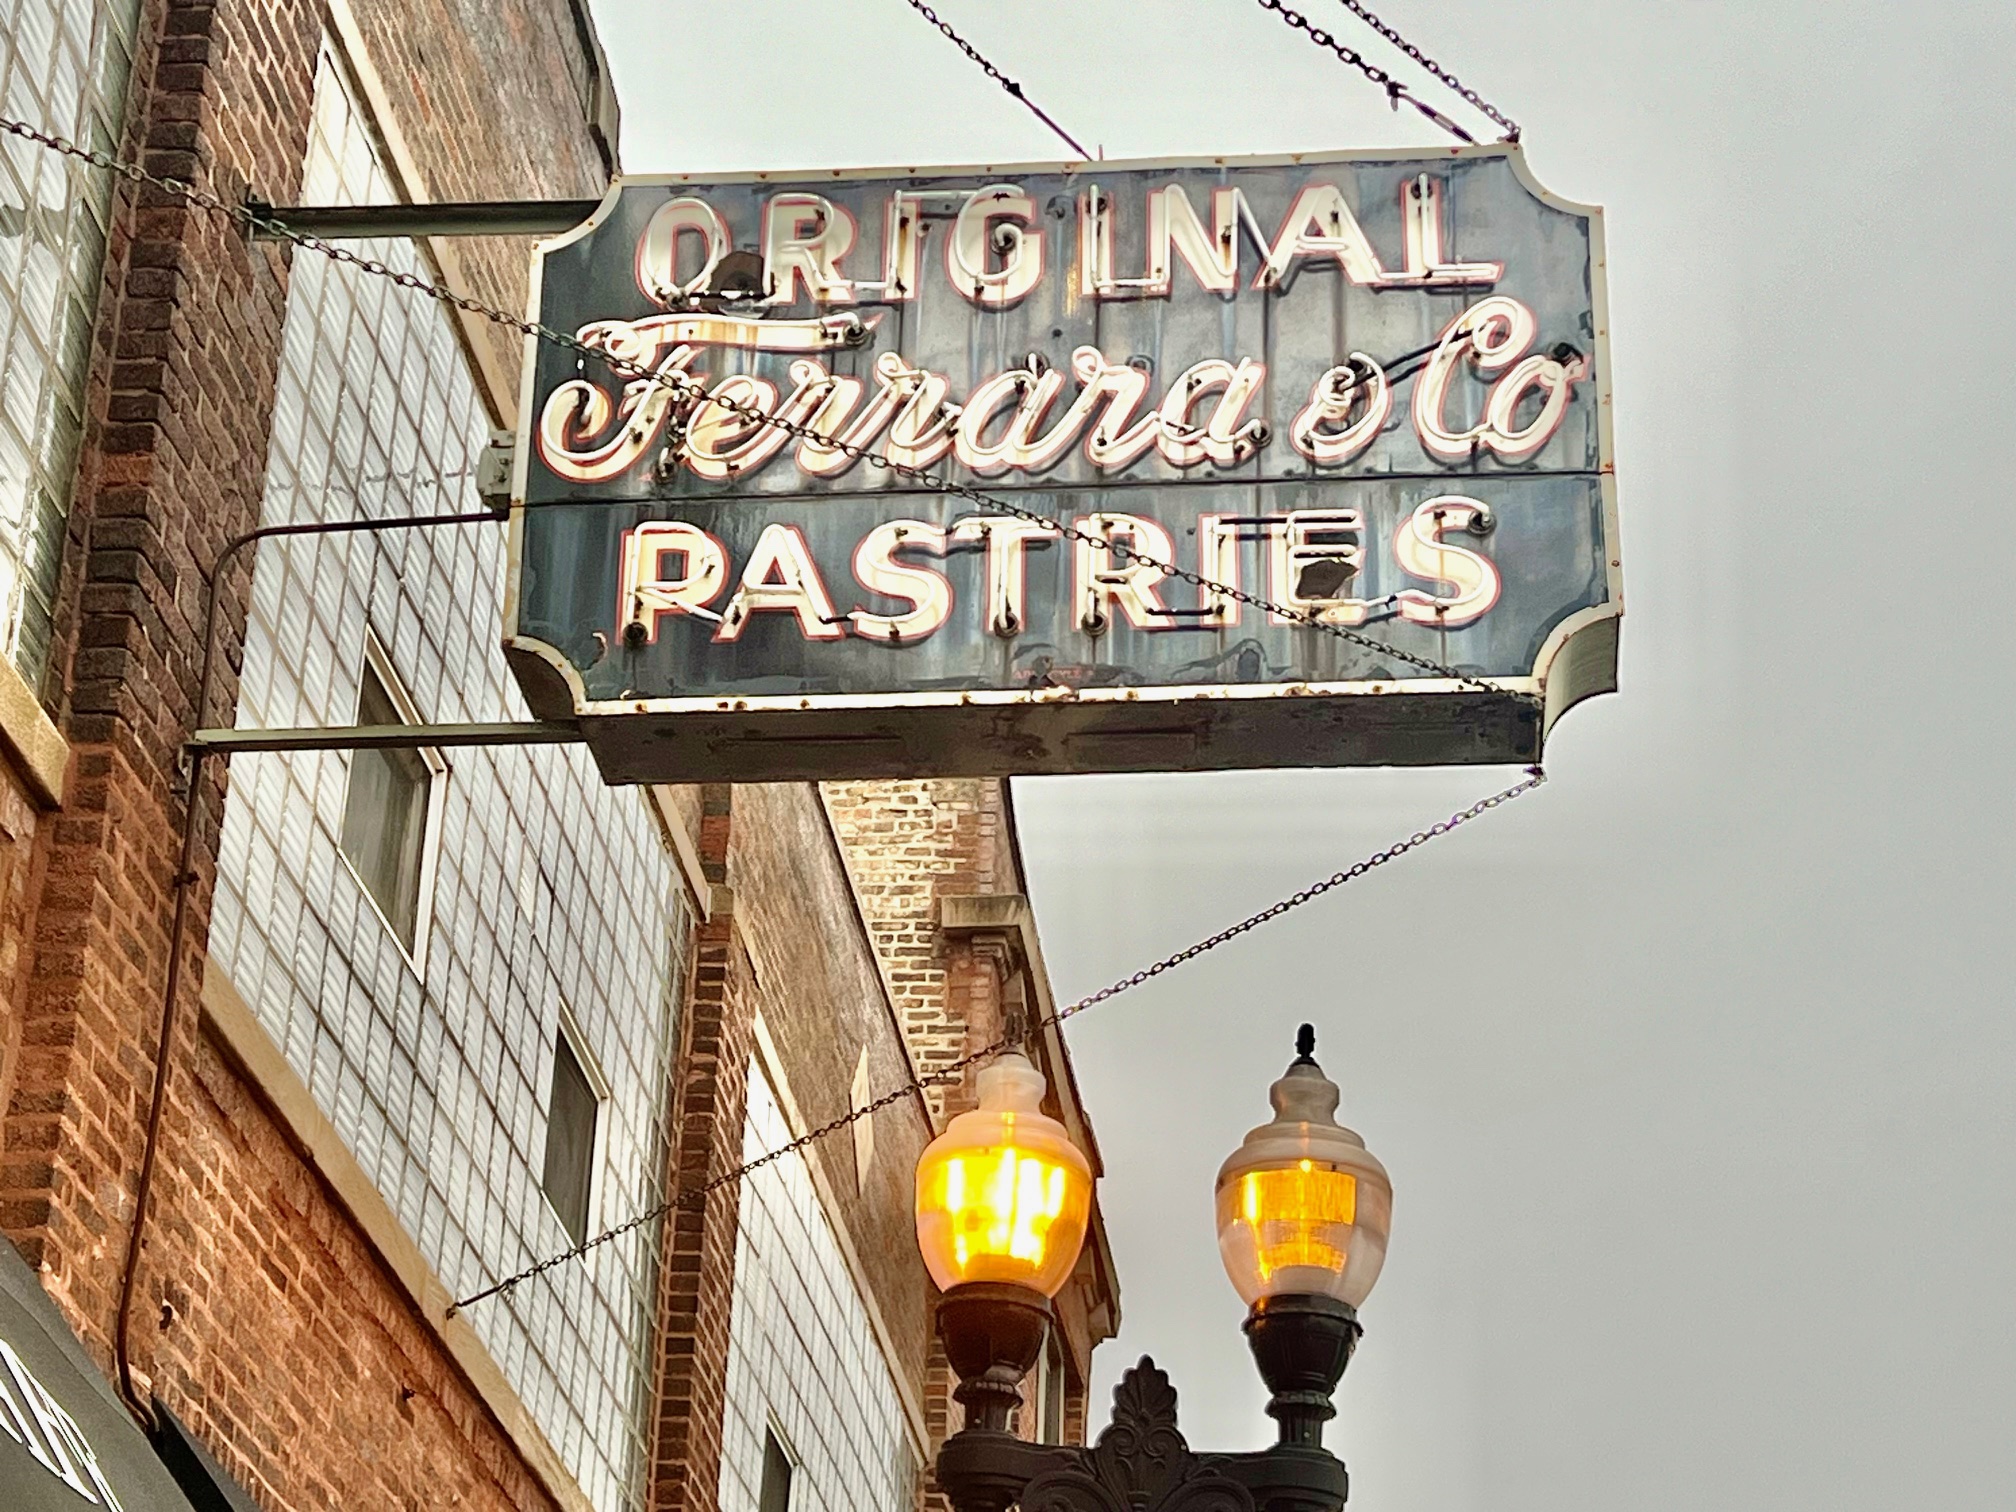 ORIGINAL
Ferrara & Co
PASTRIES